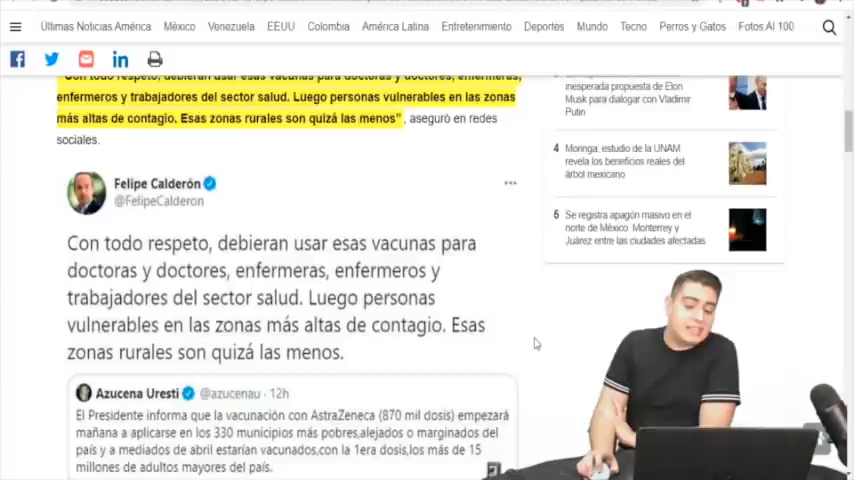 Últimas Noticias América México Venezuela EEUU Colombia América Latina Entretenimiento Deportes Mundo Tecno Perros y Gatos Fotos Al 100
"Con todo respeto, debieran usar esas vacunas para doctoras y doctores, enfermeras,
enfermeros y trabajadores del sector salud. Luego personas vulnerables en las zonas
más altas de contagio. Esas zonas rurales son quizá las menos", aseguró en redes
sociales.
Felipe Calderón
@FelipeCalderon
Con todo respeto, debieran usar esas vacunas para
doctoras y doctores, enfermeras, enfermeros y
trabajadores del sector salud. Luego personas
vulnerables en las zonas más altas de contagio. Esas
zonas rurales son quizá las menos.
Azucena Uresti @azucenau · 12h
El Presidente informa que la vacunación con AstraZeneca (870 mil dosis) empezará
mañana a aplicarse en los 330 municipios más pobres,alejados o marginados del
país y a mediados de abril estarían vacunados,con la 1era dosis,los más de 15
millones de adultos mayores del país.
inesperada propuesta de Elon
Musk para dialogar con Vladimir
Putin
4 Moringa: estudio de la UNAM
revela los beneficios reales del
árbol mexicano
5 Se registra apagón masivo en el
norte de México Monterrey y
Juárez entre las ciudades afectadas